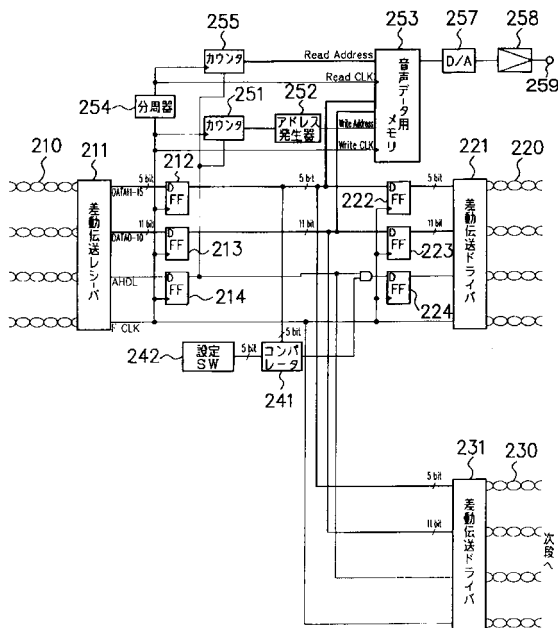 255
カウンタ
Read Address
Read CLK
253
音声データ用メモリ
257
D/A
258
259
254
分周器
251
カウンタ
252
アドレス発生器
Write Address
Write CLK
210
211
差動伝送レシーバ
DATA11-15
5 bit
212
D
FF
5 bit
222
D
FF
5 bit
221
差動伝送ドライバ
220
DATA0-10
11 bit
D
FF
213
11 bit
D
FF
223
11 bit
AHDL
D
FF
214
D
FF
224
F CLK
242
設定
SW
5 bit
5 bit
コンパレータ
241
231
差動伝送ドライバ
230
5 bit
11 bit
次段へ